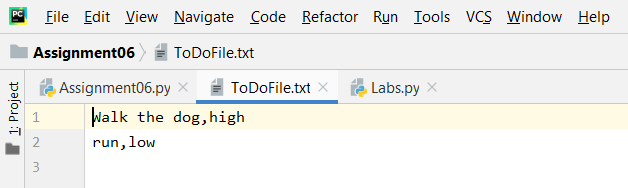 PC File Edit View Navigate Code Refactor Run Tools VCS Window Help
Assignment06 ToDoFile.txt
Assignment06.py ToDoFile.txt Labs.py
1: Project
1 Walk the dog,high
2 run,low
3